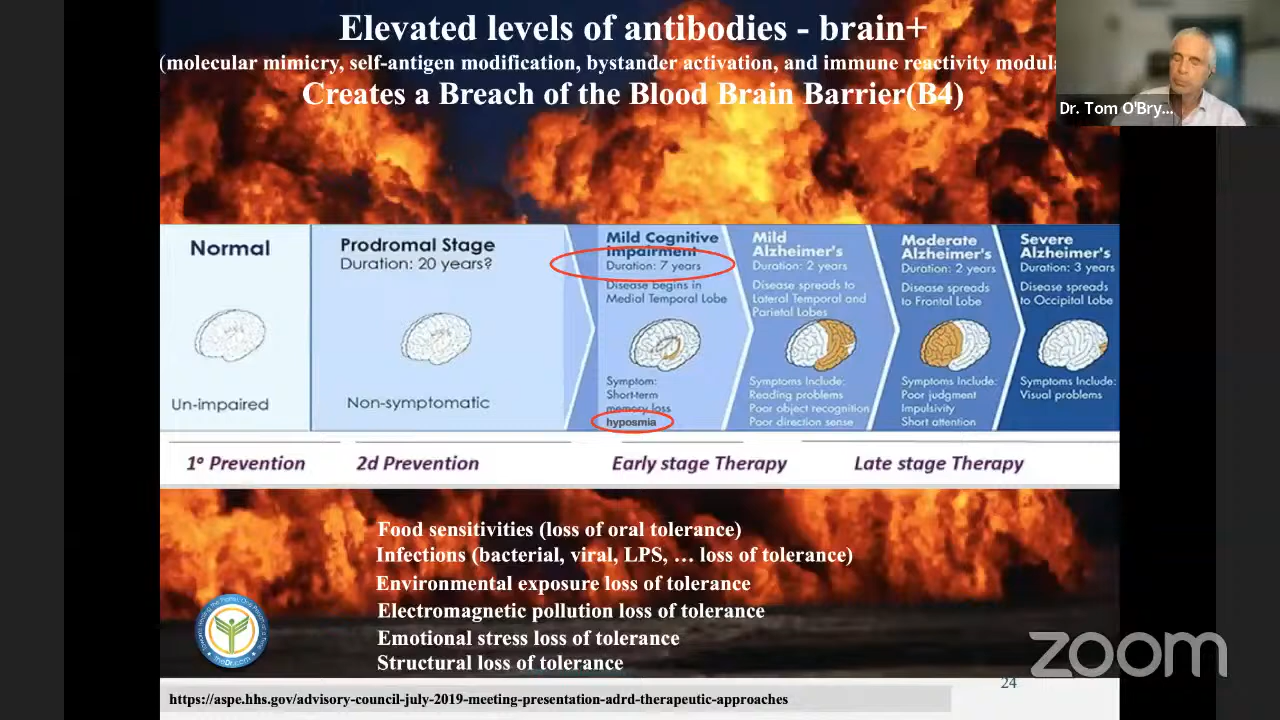 Elevated levels of antibodies - brain+
(molecular mimicry, self-antigen modification, bystander activation, and immune reactivity modul
Creates a Breach of the Blood Brain Barrier(B4)
Dr. Tom O'Bry...
Normal
Un-impaired
Prodromal Stage
Duration: 20 years?
Non-symptomatic
Mild Cognitive
Impairment
Duration: 7 years
Disease begins in
Medial Temporal Lobe
Symptom:
Short-term
memory loss
hyposmia
Mild
Alzheimer's
Duration: 2 years
Disease spreads to
Lateral Temporal and
Parietal Lobes
Symptoms Include:
Reading problems
Poor object recognition
Poor direction sense
Moderate
Alzheimer's
Duration: 2 years
Disease spreads
to Frontal Lobe
Symptoms Include:
Poor judgment
Impulsivity
Short attention
Severe
Alzheimer's
Duration: 3 years
Disease spreads
to Occipital Lobe
Symptoms Include:
Visual problems
1º Prevention
2d Prevention
Early stage Therapy
Late stage Therapy
Food sensitivities (loss of oral tolerance)
Infections (bacterial, viral, LPS, … loss of tolerance)
Environmental exposure loss of tolerance
Electromagnetic pollution loss of tolerance
Emotional stress loss of tolerance
Structural loss of tolerance
theDr.com
zoom
24
https://aspe.hhs.gov/advisory-council-july-2019-meeting-presentation-adrd-therapeutic-approaches